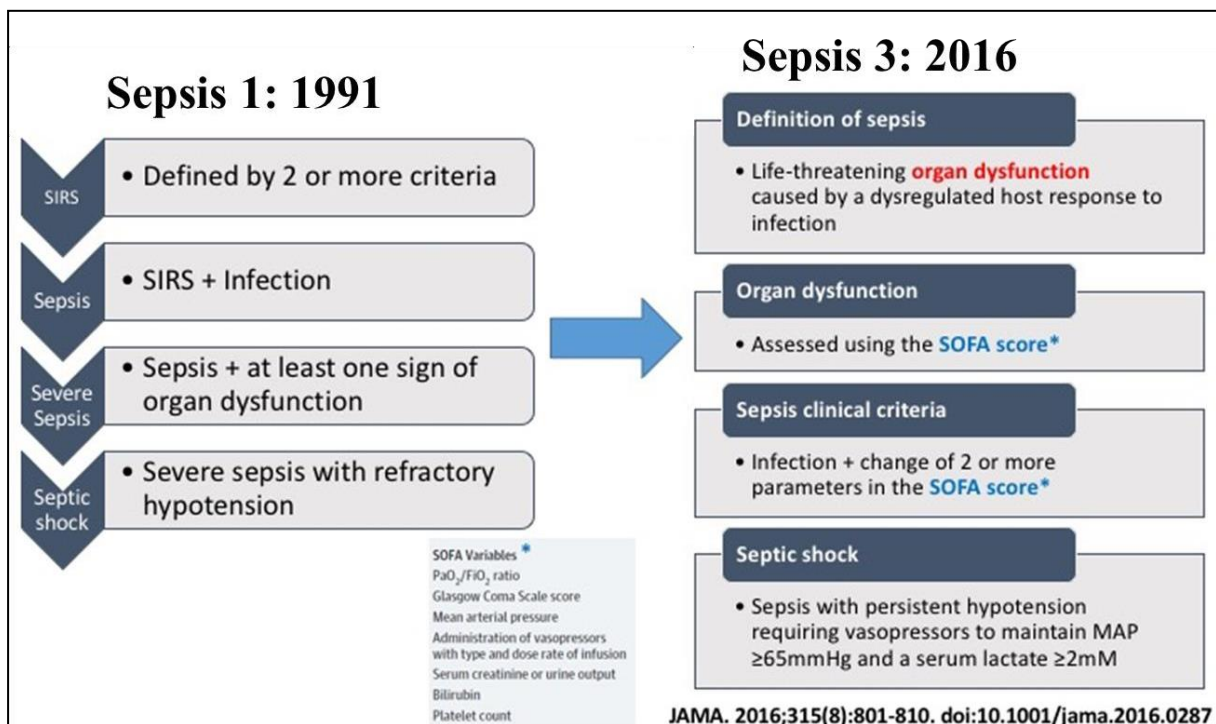 Sepsis 1: 1991
SIRS
• Defined by 2 or more criteria
Sepsis
• SIRS + Infection
Severe
Sepsis
• Sepsis + at least one sign of
organ dysfunction
Septic
shock
• Severe sepsis with refractory
hypotension
SOFA Variables *
PaO₂/FiO₂ ratio
Glasgow Coma Scale score
Mean arterial pressure
Administration of vasopressors
with type and dose rate of infusion
Serum creatinine or urine output
Bilirubin
Platelet count
Sepsis 3: 2016
Definition of sepsis
• Life-threatening organ dysfunction
caused by a dysregulated host response to
infection
Organ dysfunction
• Assessed using the SOFA score*
Sepsis clinical criteria
• Infection + change of 2 or more
parameters in the SOFA score*
Septic shock
• Sepsis with persistent hypotension
requiring vasopressors to maintain MAP
≥65mmHg and a serum lactate ≥2mM
JAMA. 2016;315(8):801-810. doi:10.1001/jama.2016.0287